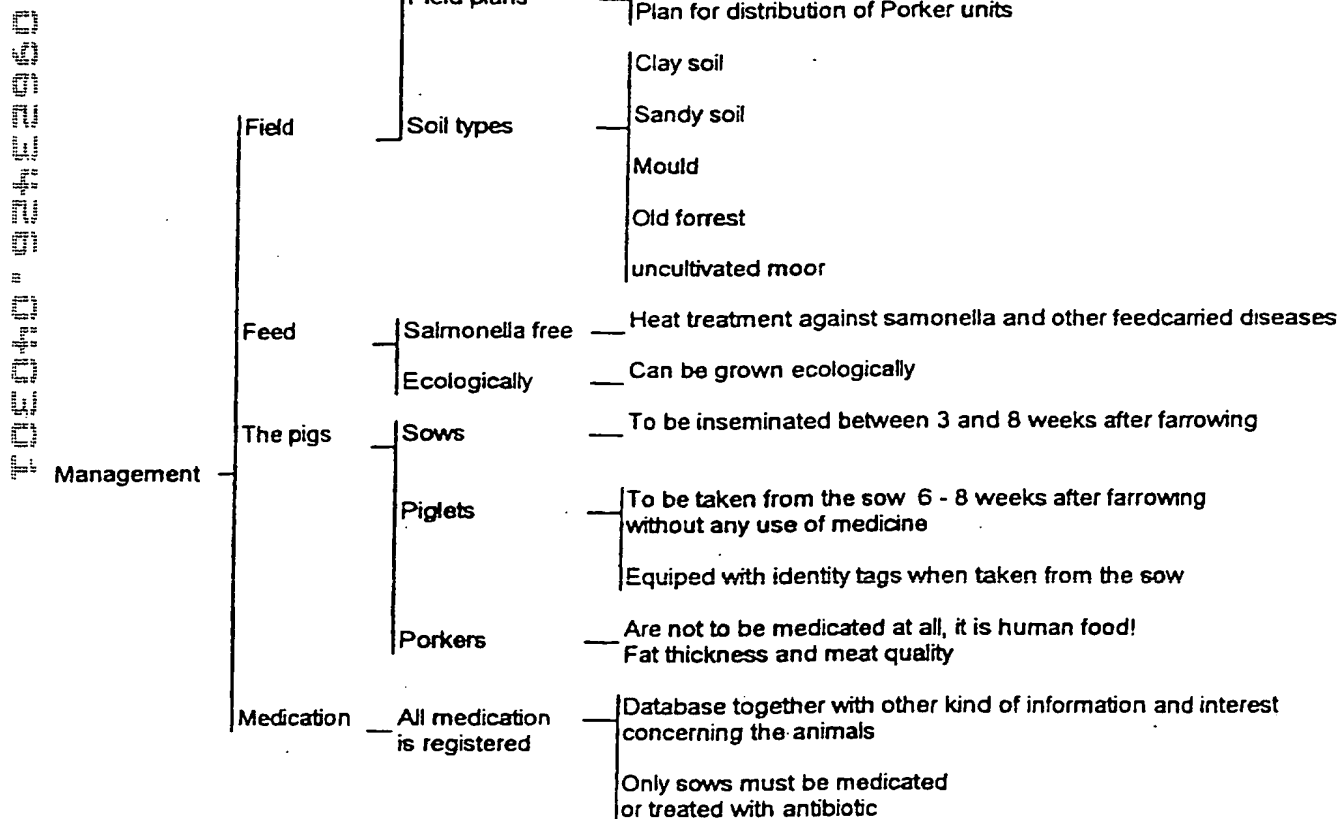 Field plans
Plan for distribution of Porker units
Clay soil
Field
Soil types
Sandy soil
Mould
Old forrest
uncultivated moor
Feed
Salmonella free
Heat treatment against samonella and other feedcarried diseases
Ecologically
Can be grown ecologically
The pigs
Sows
To be inseminated between 3 and 8 weeks after farrowing
Management
Piglets
To be taken from the sow 6 - 8 weeks after farrowing
without any use of medicine
Equiped with identity tags when taken from the sow
Porkers
Are not to be medicated at all, it is human food!
Fat thickness and meat quality
Medication
All medication
is registered
Database together with other kind of information and interest
concerning the animals
Only sows must be medicated
or treated with antibiotic
09623426.040301